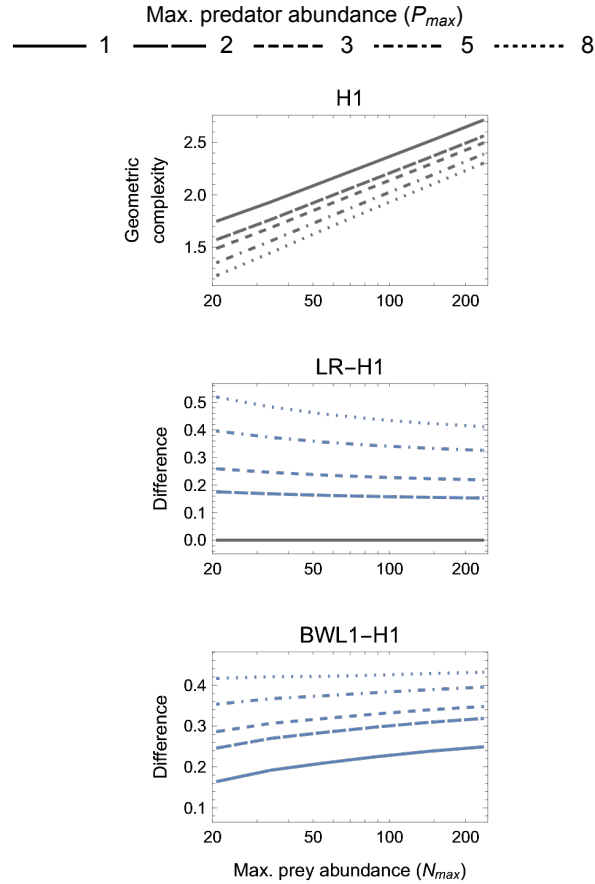 Max. predator abundance (Pmax)
1 2 3 5 8
H1
Geometric
complexity
2.5
2.0
1.5
20 50 100 200
LR−H1
Difference
0.5
0.4
0.3
0.2
0.1
0.0
20 50 100 200
BWL1−H1
Difference
0.4
0.3
0.2
0.1
20 50 100 200
Max. prey abundance (Nmax)